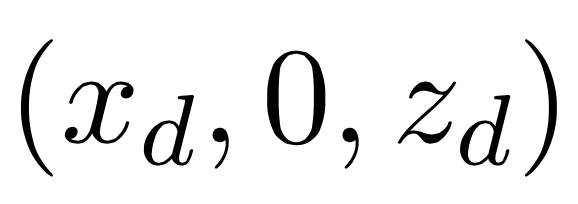 (x_d, 0, z_d)